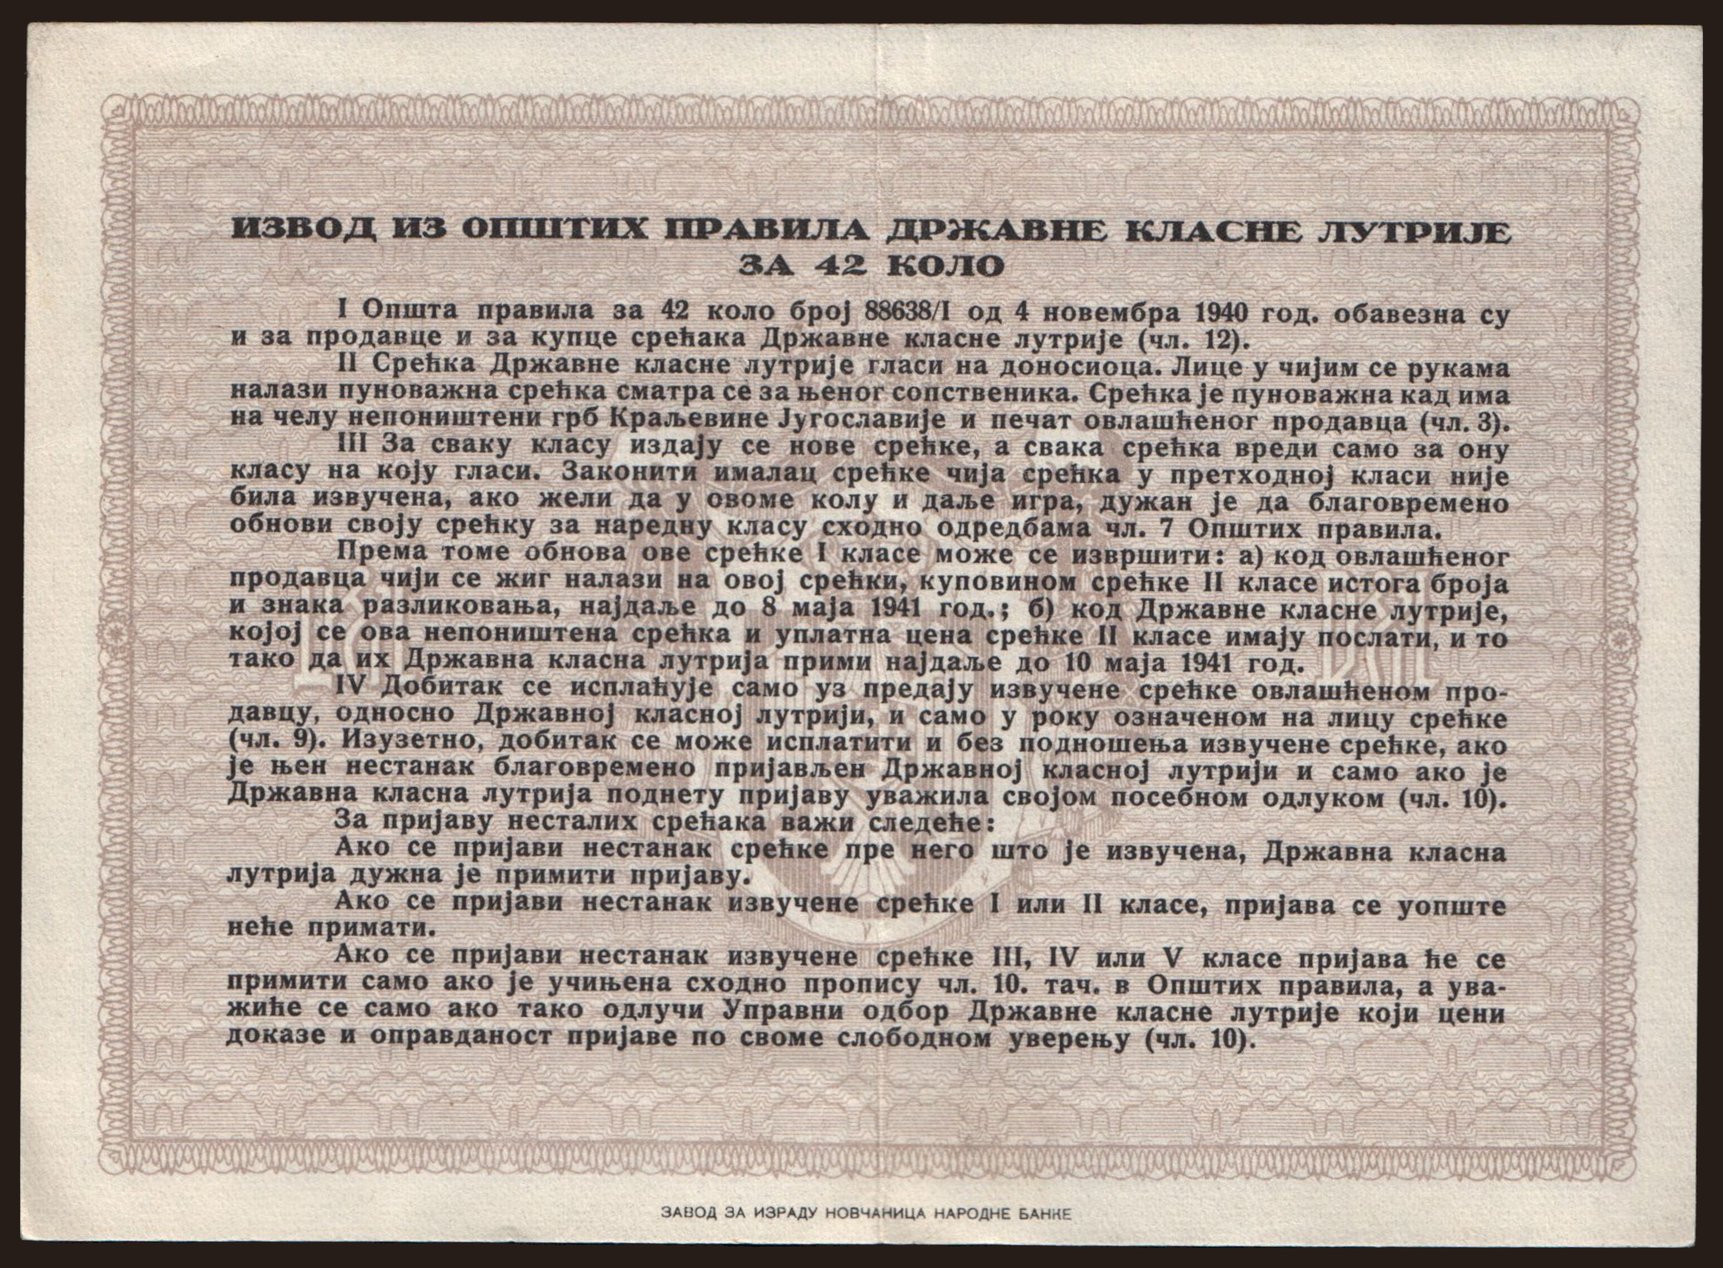 ИЗВОД ИЗ ОПШТИХ ПРАВИЛА ДРЖАВНЕ КЛАСНЕ ЛУТРИЈЕ
ЗА 42 КОЛО
I Општа правила за 42 коло број 88638/I од 4 новембра 1940 год. обавезна су
и за продавце и за купце срећака Државне класне лутрије (чл. 12).
II Срећка Државне класне лутрије гласи на доносиоца. Лице у чијим се рукама
налази пуноважна срећка сматра се за њеног сопственика. Срећка је пуноважна кад има
на челу непоништени грб Краљевине Југославије и печат овлашћеног продавца (чл. 3).
III За сваку класу издају се нове срећке, а свака срећка вреди само за ону
класу на коју гласи. Законити ималац срећке чија срећка у претходној класи није
била извучена, ако жели да у овоме колу и даље игра, дужан је да благовремено
обнови своју срећку за наредну класу сходно одредбама чл. 7 Општих правила.
Према томе обнова ове срећке I класе може се извршити: а) код овлашћеног
продавца чији се жиг налази на овој срећки, куповином срећке II класе истога броја
и знака разликовања, најдаље до 8 маја 1941 год.; б) код Државне класне лутрије,
којој се ова непоништена срећка и уплатна цена срећке II класе имају послати, и то
тако да их Државна класна лутрија прими најдаље до 10 маја 1941 год.
IV Добитак се исплаћује само уз предају извучене срећке овлашћеном про-
давцу, односно Државној класној лутрији, и само у року означеном на лицу срећке
(чл. 9). Изузетно, добитак се може исплатити и без подношења извучене срећке, ако
је њен нестанак благовремено пријављен Државној класној лутрији и само ако је
Државна класна лутрија поднету пријаву уважила својом посебном одлуком (чл. 10).
За пријаву несталих срећака важи следеће:
Ако се пријави нестанак срећке пре него што је извучена, Државна класна
лутрија дужна је примити пријаву.
Ако се пријави нестанак извучене срећке I или II класе, пријава се уопште
неће примати.
Ако се пријави нестанак извучене срећке III, IV или V класе пријава ће се
примити само ако је учињена сходно пропису чл. 10. тач. в Општих правила, а ува-
жиће се само ако тако одлучи Управни одбор Државне класне лутрије који цени
доказе и оправданост пријаве по своме слободном уверењу (чл. 10).
ЗАВОД ЗА ИЗРАДУ НОВЧАНИЦА НАРОДНЕ БАНКЕ